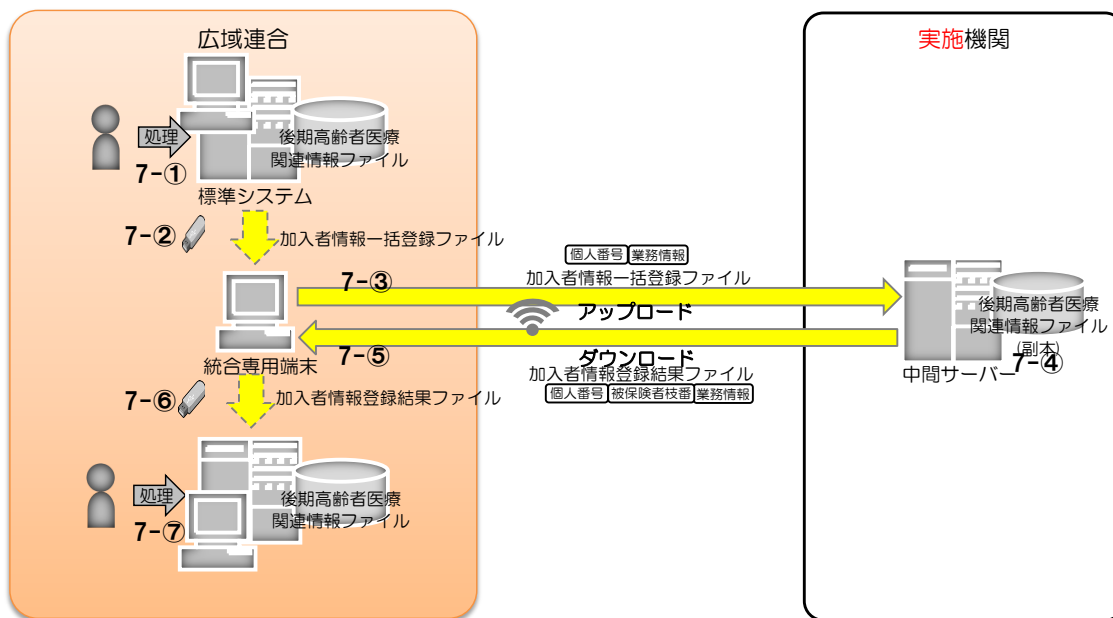 広域連合
実施機関
処理
後期高齢者医療
関連情報ファイル
7-①
標準システム
7-②
加入者情報一括登録ファイル
個人番号 業務情報
加入者情報一括登録ファイル
7-③
アップロード
後期高齢者医療
関連情報ファイル
(副本)
7-④
中間サーバー
7-⑤
ダウンロード
統合専用端末
加入者情報登録結果ファイル
個人番号 被保険者枝番 業務情報
7-⑥
加入者情報登録結果ファイル
処理
後期高齢者医療
関連情報ファイル
7-⑦